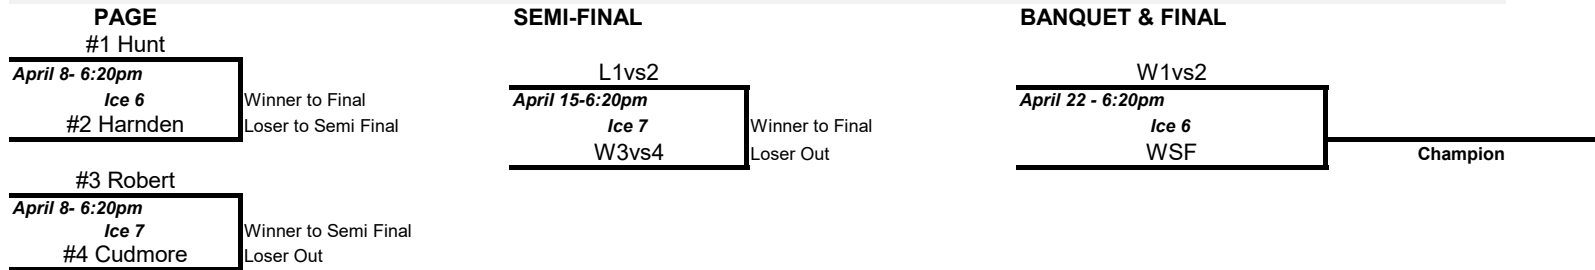 PAGE
#1 Hunt
April 8- 6:20pm
Ice 6
Winner to Final
#2 Harnden
Loser to Semi Final
#3 Robert
April 8- 6:20pm
Ice 7
Winner to Semi Final
#4 Cudmore
Loser Out
SEMI-FINAL
L1vs2
April 15-6:20pm
Ice 7
Winner to Final
W3vs4
Loser Out
BANQUET & FINAL
W1vs2
April 22 - 6:20pm
Ice 6
WSF
Champion